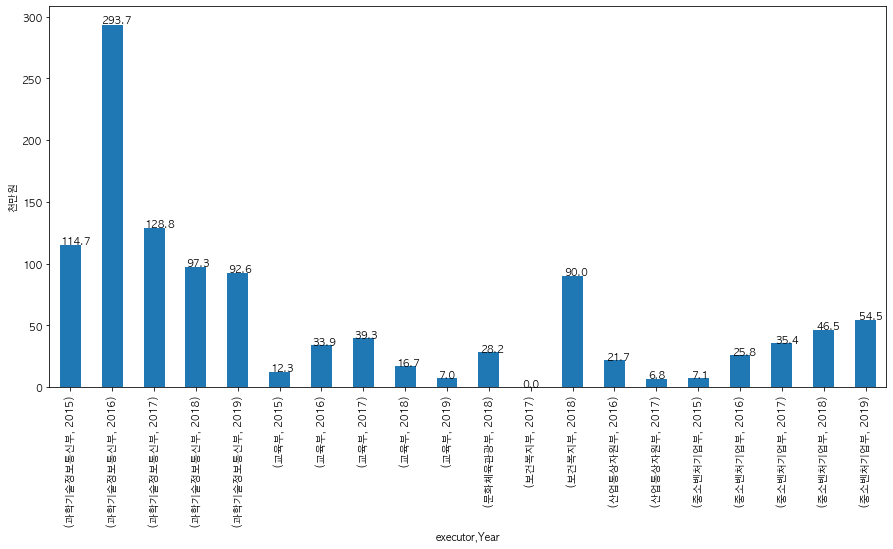 300
250
200
150
100
50
0
천만원
114.7
293.7
128.8
97.3
92.6
12.3
33.9
39.3
16.7
7.0
28.2
0.0
90.0
21.7
6.8
7.1
25.8
35.4
46.5
54.5
(과학기술정보통신부, 2015)
(과학기술정보통신부, 2016)
(과학기술정보통신부, 2017)
(과학기술정보통신부, 2018)
(과학기술정보통신부, 2019)
(교육부, 2015)
(교육부, 2016)
(교육부, 2017)
(교육부, 2018)
(교육부, 2019)
(문화체육관광부, 2018)
(보건복지부, 2017)
(보건복지부, 2018)
(산업통상자원부, 2016)
(산업통상자원부, 2017)
(중소벤처기업부, 2015)
(중소벤처기업부, 2016)
(중소벤처기업부, 2017)
(중소벤처기업부, 2018)
(중소벤처기업부, 2019)
executor,Year